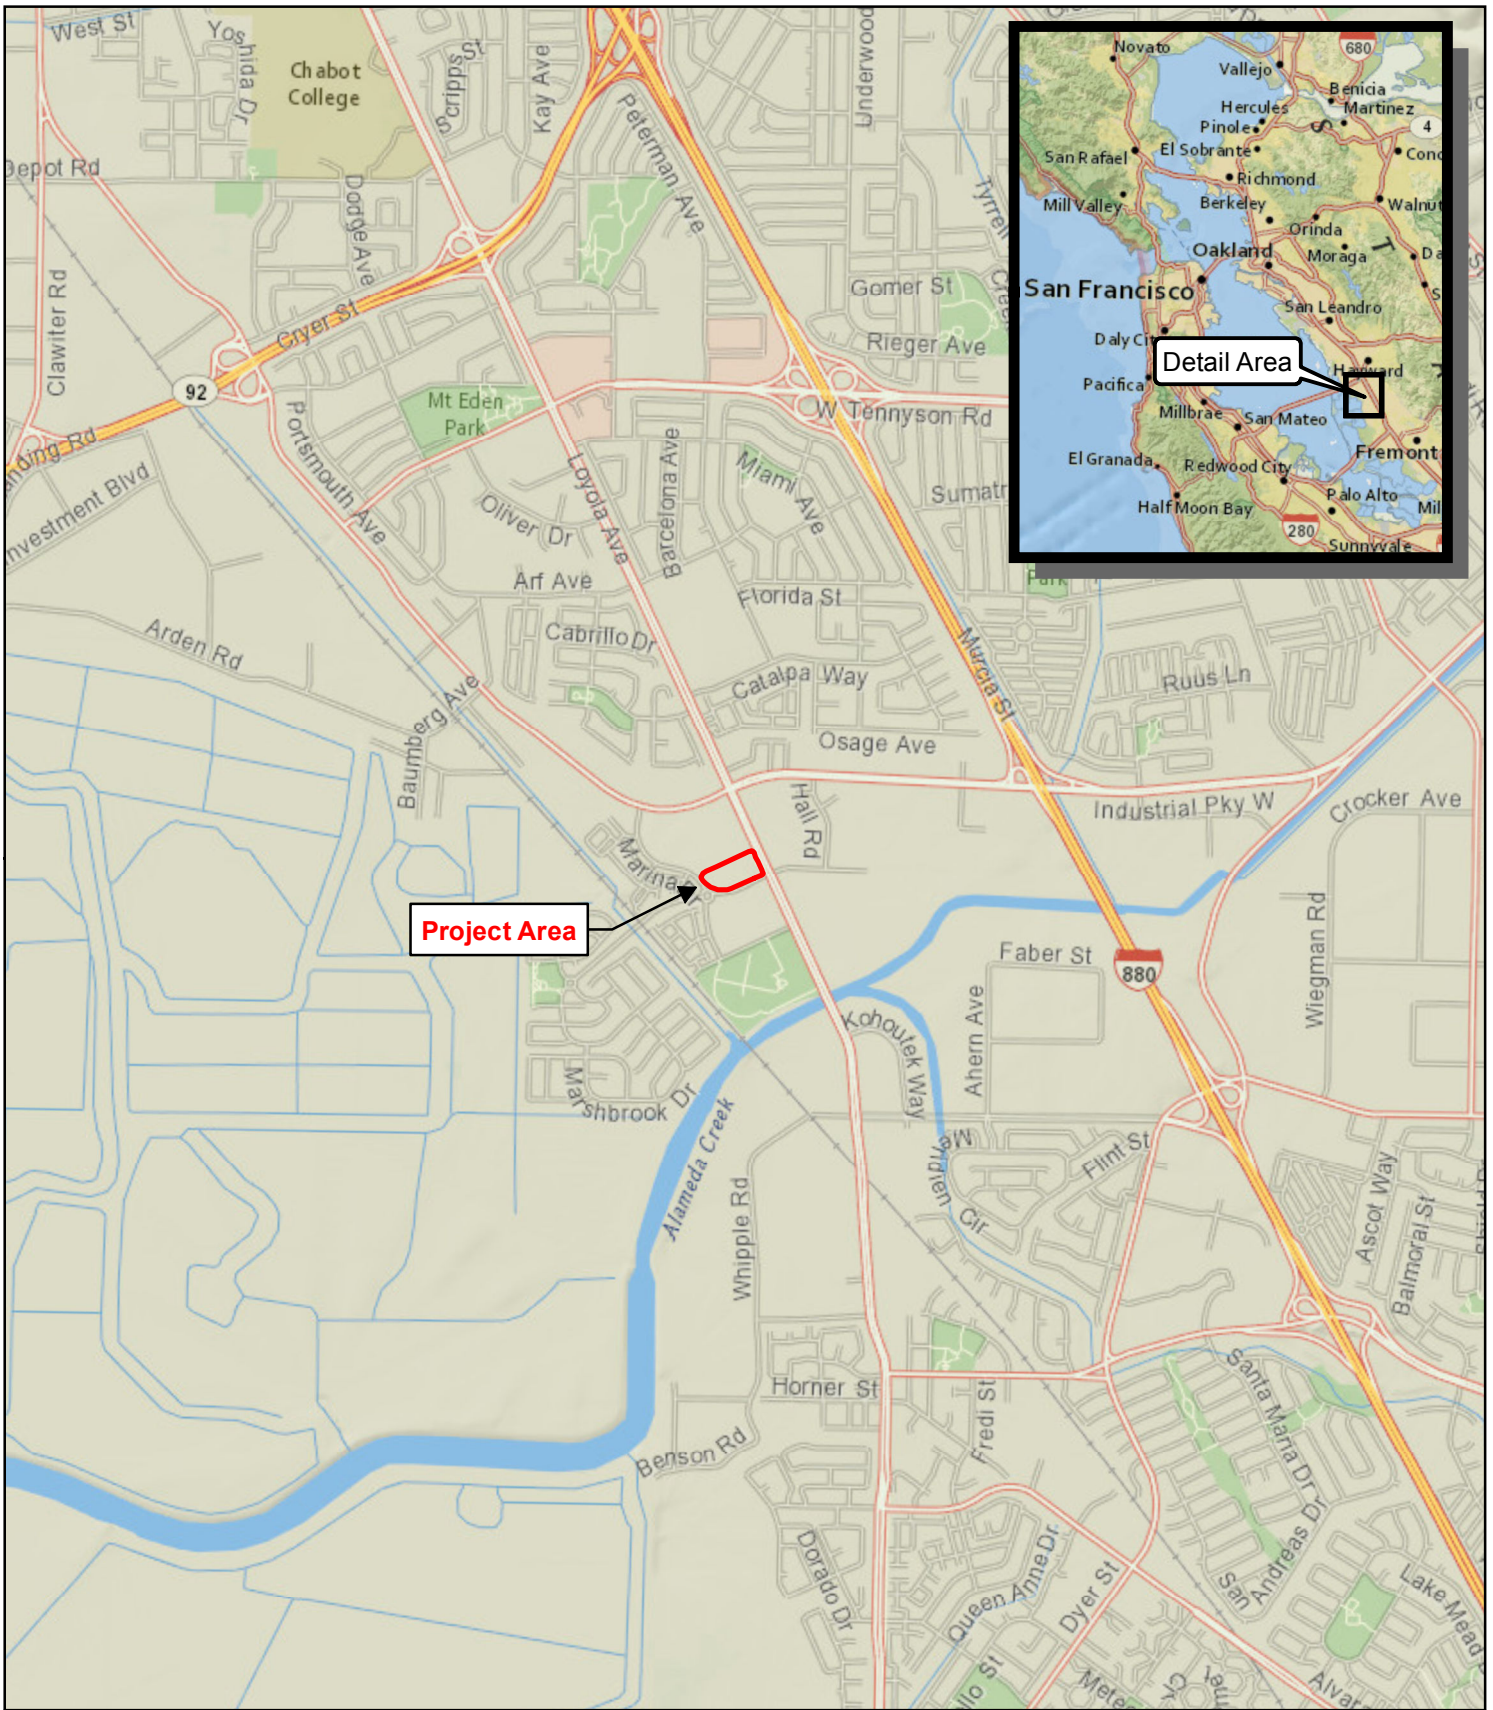 West St
Yoshida Dr
Chabot
College
Scripps St
Kay Ave
Underwood
Peterman Ave
Depot Rd
Dodge Ave
Tyrrell
Clawiter Rd
Cryer St
Gomer St
Rieger Ave
92
Mt Eden
Park
W Tennyson Rd
Portsmouth Ave
Investment Blvd
Loyola Ave
Barcelona Ave
Miami Ave
Oliver Dr
Arf Ave
Florida St
Park
Arden Rd
Cabrillo Dr
Catalpa Way
Murcia St
Ruus Ln
Baumberg Ave
Osage Ave
Hall Rd
Industrial Pky W
Crocker Ave
Marina Dr
Project Area
Faber St
880
Wiegman Rd
Ahern Ave
Kohoutek Way
Marshbrook Dr
Alameda Creek
Meridien Cir
Flint St
Whipple Rd
Ascot Way
Balmoral St
Horner St
Fredi St
Santa Maria Dr
Benson Rd
San Andreas Dr
Dorado Dr
Queen Anne Dr
Dyer St
Lake Mead
Novato
680
Vallejo
Benicia
Hercules
Martinez
Pinole
4
San Rafael
El Sobrante
Richmond
Mill Valley
Berkeley
Orinda
Oakland
Moraga
San Francisco
San Leandro
Daly Cit
Detail Area
Hayward
Pacifica
Millbrae
San Mateo
Fremont
El Granada
Redwood City
Palo Alto
Half Moon Bay
280
Sunnyvale